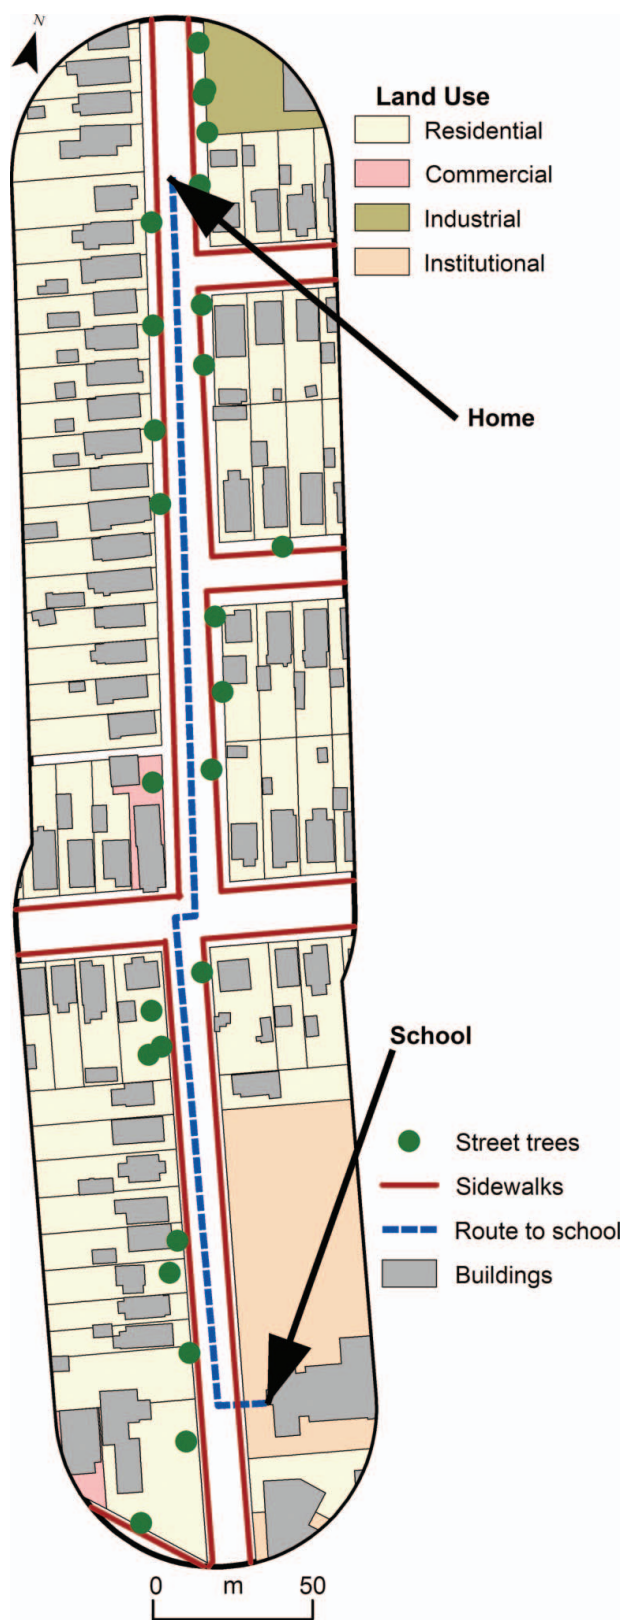 N
Land Use
Residential
Commercial
Industrial
Institutional
Home
School
Street trees
Sidewalks
Route to school
Buildings
0 m 50